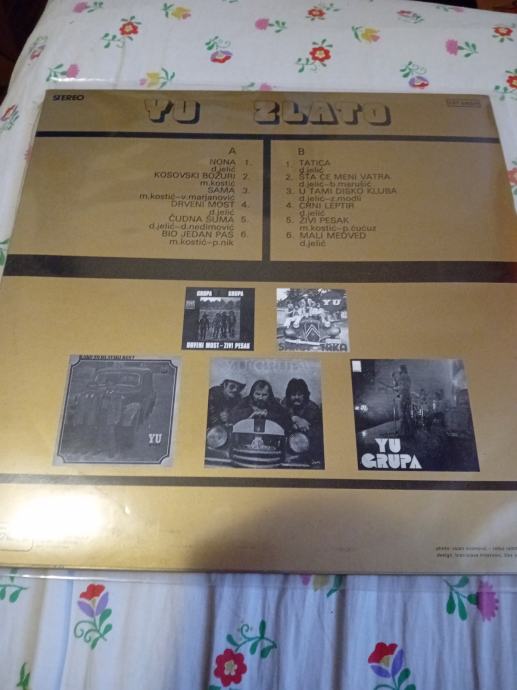 STEREO
YU ZLATO
A
NONA 1.
d.jelić
KOSOVSKI BOŽURI 2.
m.kostić
SAMA 3.
m.kostić–v.marjanović
DRVENI MOST 4.
d.jelić
ČUDNA ŠUMA 5.
d.jelić–d.nedimović
BIO JEDAN PAS 6.
m.kostić–p.nik
B
1. TATICA
d.jelić
2. ŠTA ĆE MENI VATRA
d.jelić–b.marušić
3. U TAMI DISKO KLUBA
d.jelić–z.modli
4. CRNI LEPTIR
d.jelić
5. ŽIVI PESAK
m.kostić–p.ćućuz
6. MALI MEDVED
d.jelić
GRUPA GRUPA
DRVENI MOST – ŽIVI PESAK
YU
TRKA
YU
YU
GRUPA